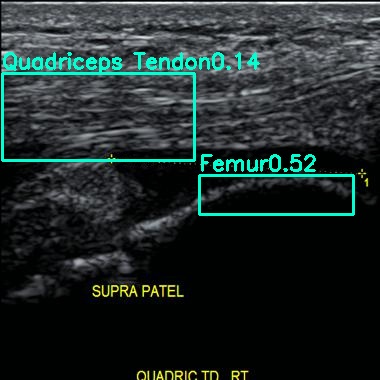 Quadriceps Tendon0.14
Femur0.52
1
SUPRA PATEL
QUADRIC TD RT